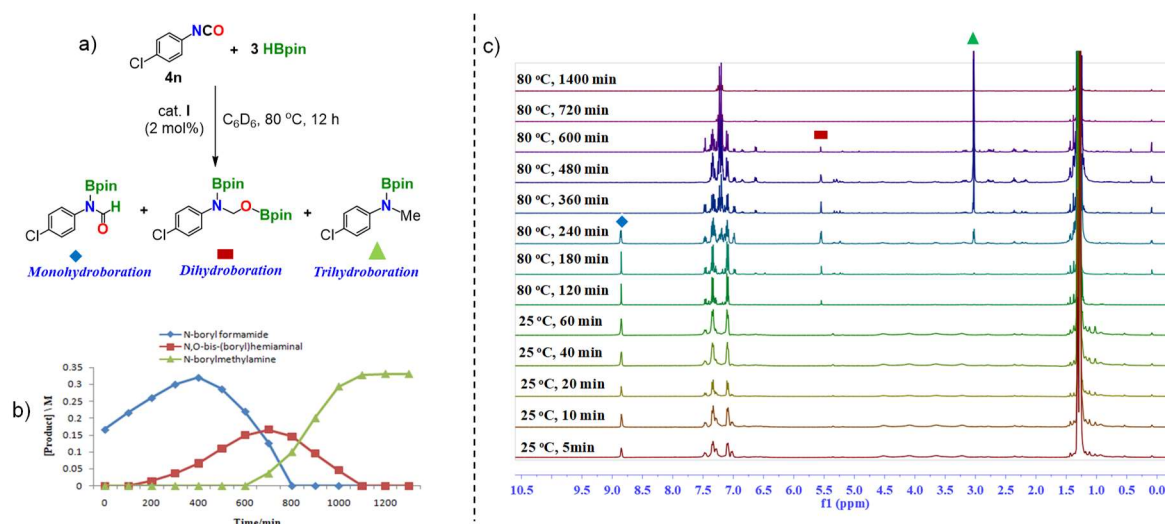 a)
NCO
+ 3 HBpin
Cl
4n
cat. I
(2 mol%)
C6D6, 80 °C, 12 h
Bpin
N
H
O
Cl
+
Bpin
N
O
Bpin
Cl
+
Bpin
N
Me
Cl
Monohydroboration
Dihydroboration
Trihydroboration
b)
N-boryl formamide
N,O-bis-(boryl)hemiaminal
N-borylmethylamine
[Product] \ M
0.35
0.3
0.25
0.2
0.15
0.1
0.05
0
0 200 400 600 800 1000 1200
Time/min
c)
80 °C, 1400 min
80 °C, 720 min
80 °C, 600 min
80 °C, 480 min
80 °C, 360 min
80 °C, 240 min
80 °C, 180 min
80 °C, 120 min
25 °C, 60 min
25 °C, 40 min
25 °C, 20 min
25 °C, 10 min
25 °C, 5min
10.5 9.5 9.0 8.5 8.0 7.5 7.0 6.5 6.0 5.5 5.0 4.5 4.0 3.5 3.0 2.5 2.0 1.5 1.0 0.5 0.0
f1 (ppm)